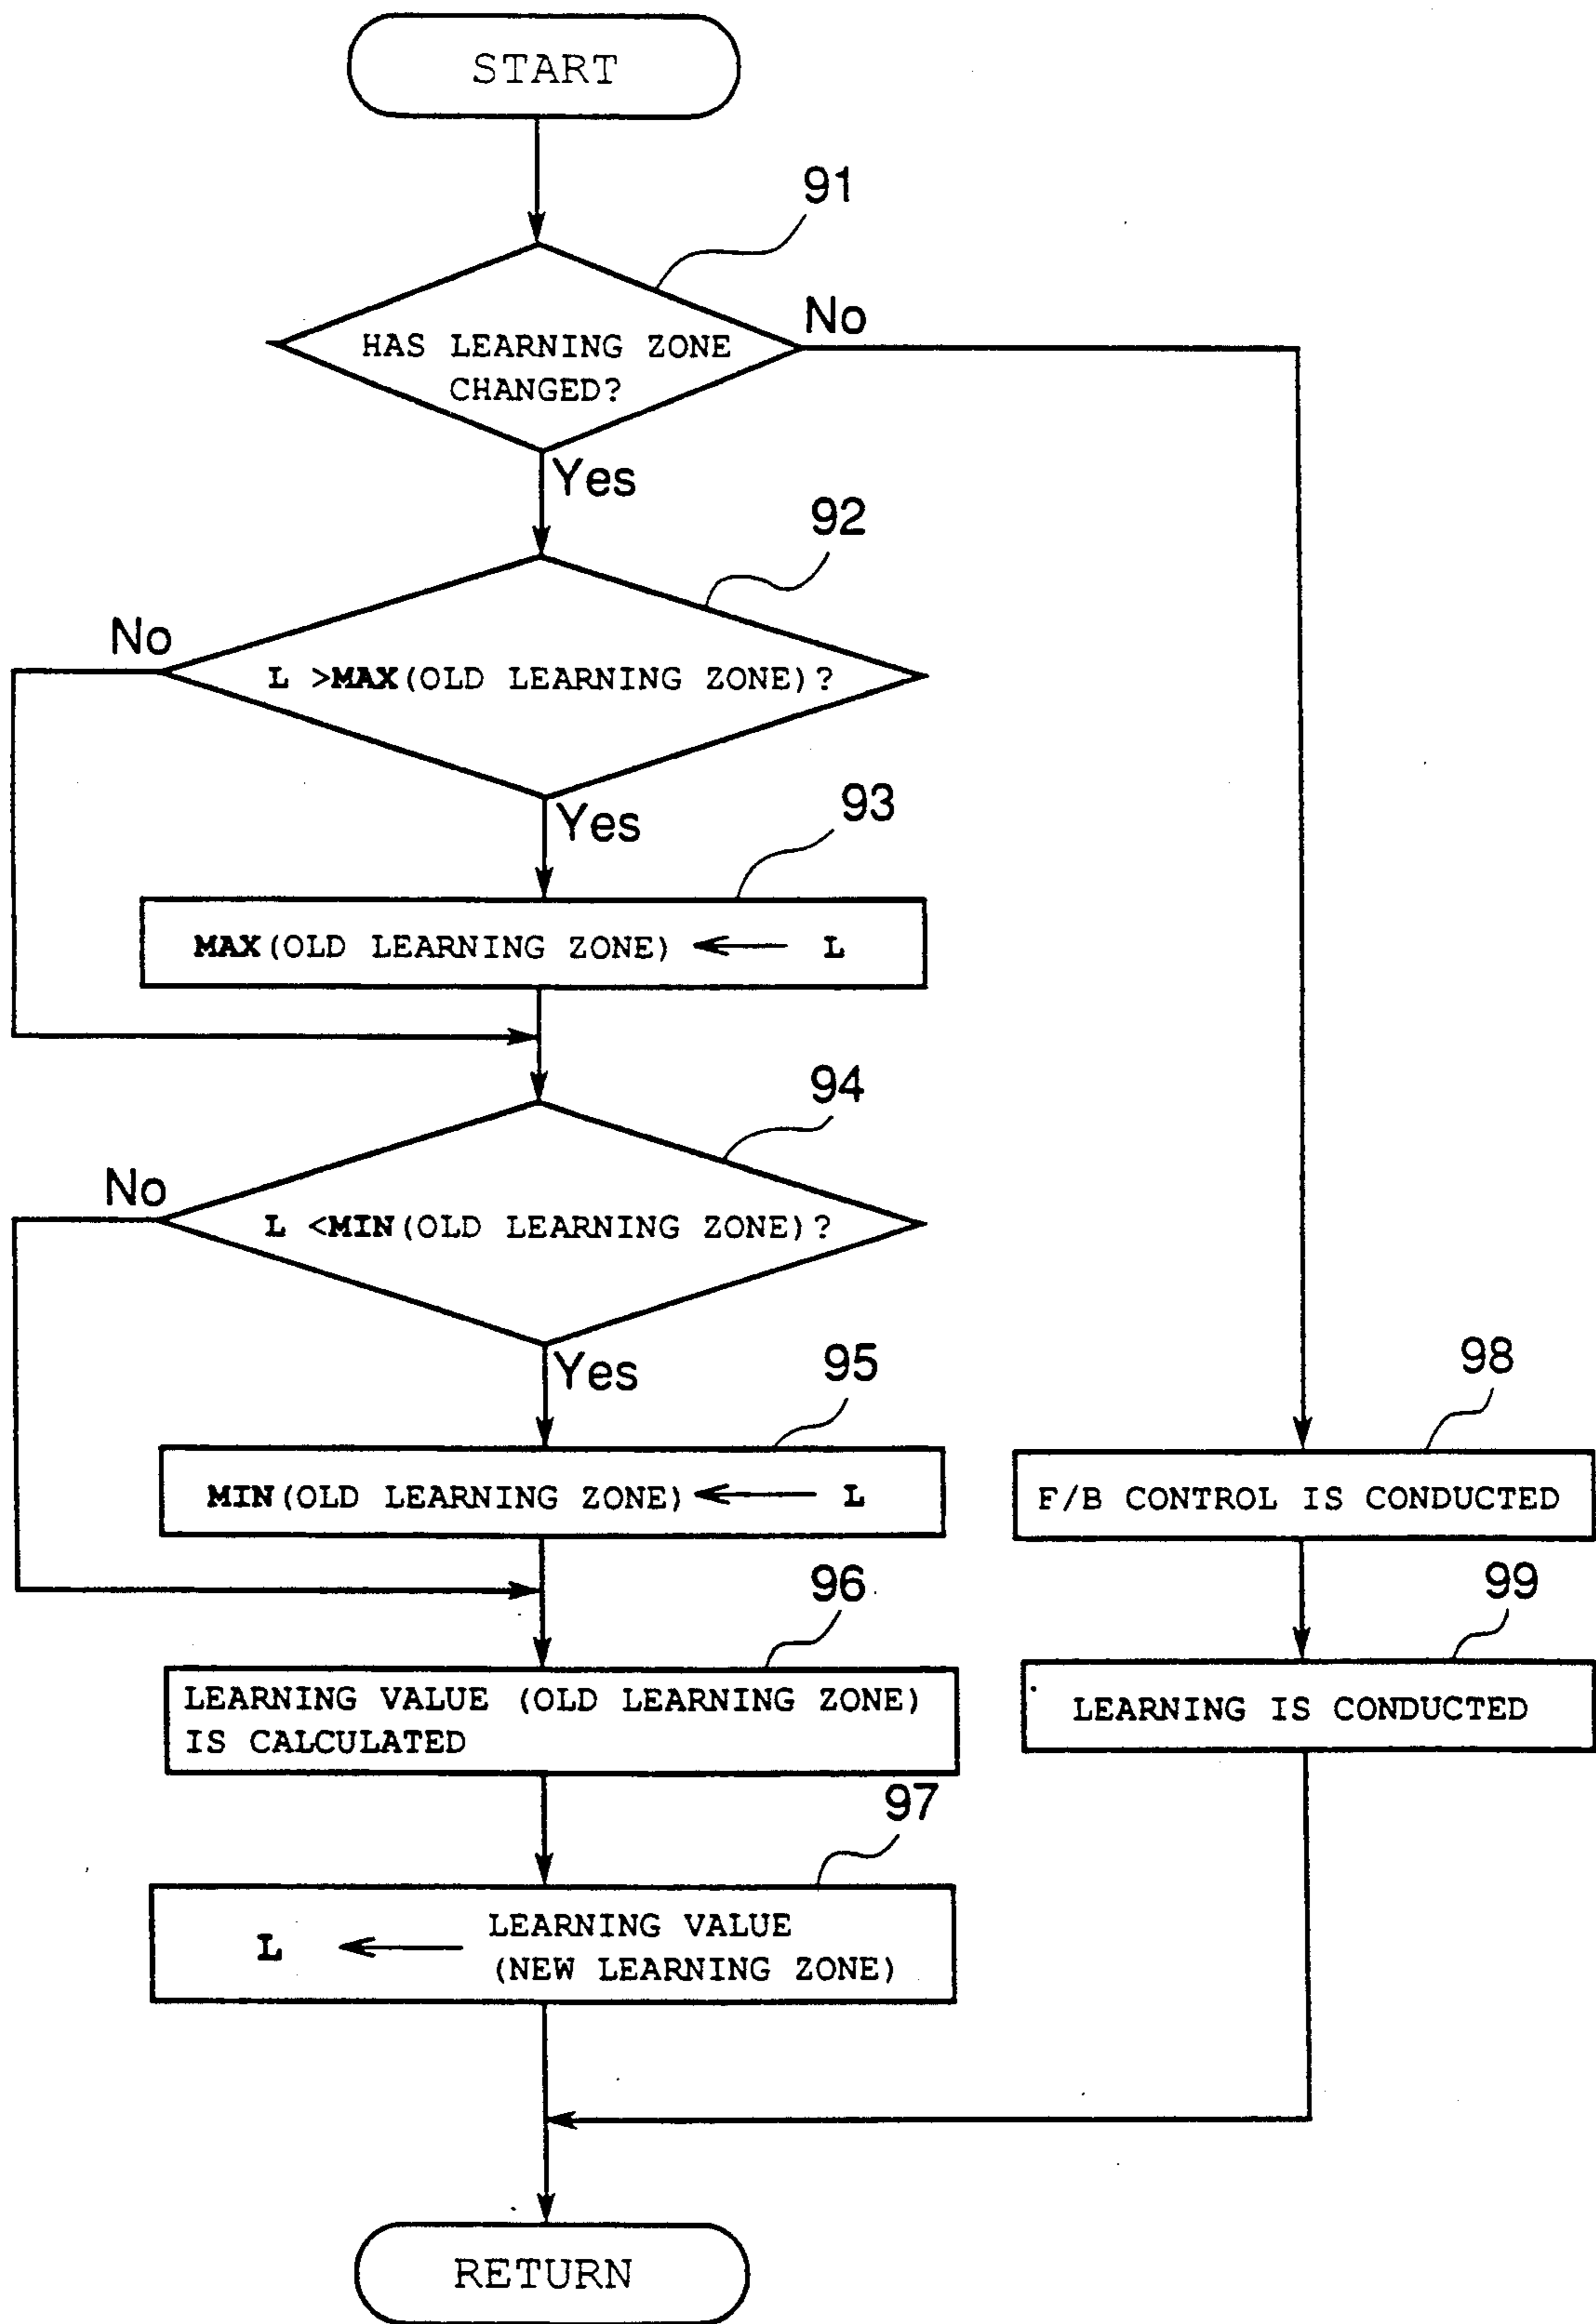 START
91
HAS LEARNING ZONE
CHANGED?
No
Yes
92
No
L >MAX(OLD LEARNING ZONE)?
Yes
93
MAX(OLD LEARNING ZONE) ← L
94
No
L <MIN(OLD LEARNING ZONE)?
Yes
95
MIN(OLD LEARNING ZONE) ← L
98
F/B CONTROL IS CONDUCTED
96
LEARNING VALUE (OLD LEARNING ZONE)
IS CALCULATED
99
LEARNING IS CONDUCTED
97
L ← LEARNING VALUE
(NEW LEARNING ZONE)
RETURN